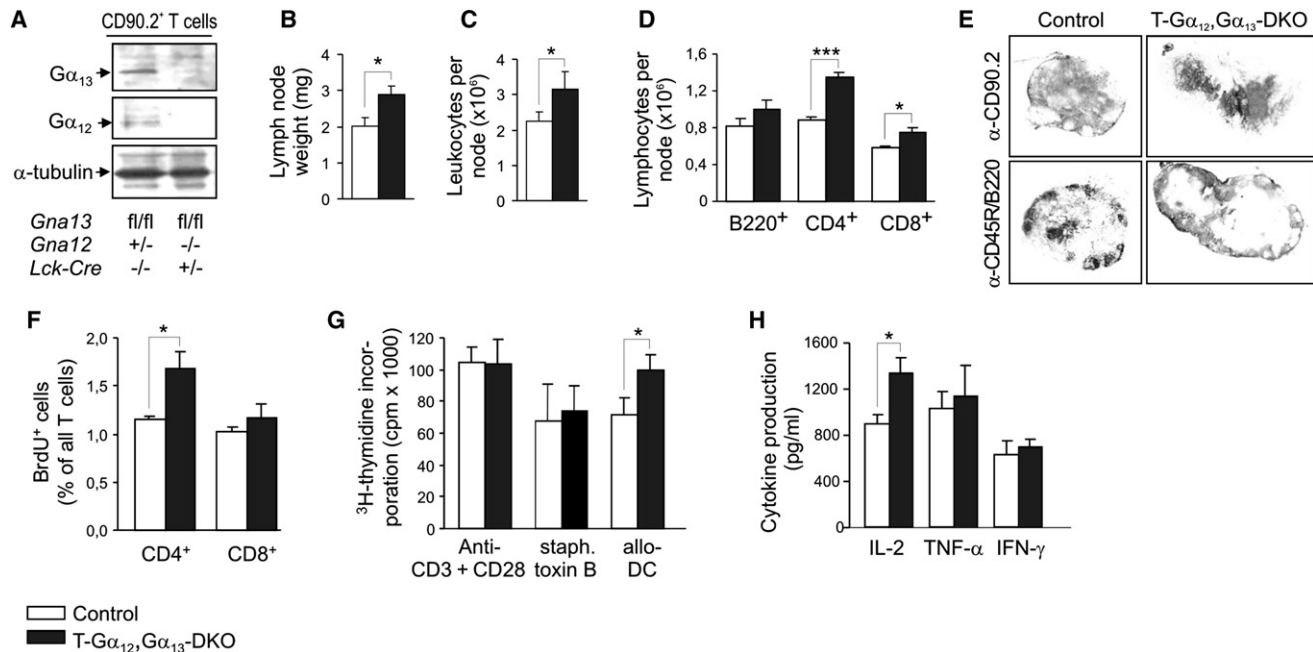 A
CD90.2⁺ T cells
Gα₁₃
Gα₁₂
α-tubulin
Gna13 fl/fl fl/fl
Gna12 +/- -/-
Lck-Cre -/- +/-
B
Lymph node
weight (mg)
4
3
2
1
0
*
C
Leukocytes per
node (x10⁶)
5
4
3
2
1
0
*
D
Lymphocytes per
node (x10⁶)
1,6
1,2
0,8
0,4
0
***
*
B220⁺ CD4⁺ CD8⁺
E
Control T-Gα₁₂,Gα₁₃-DKO
α-CD90.2
α-CD45R/B220
F
BrdU⁺ cells
(% of all T cells)
2,0
1,5
1,0
0,5
0,0
*
CD4⁺ CD8⁺
G
³H-thymidine incor-
poration (cpm x 1000)
120
100
80
60
40
20
0
*
Anti- staph. allo-
CD3 + CD28 toxin B DC
H
Cytokine production
(pg/ml)
1600
1200
800
400
0
*
IL-2 TNF-α IFN-γ
Control
T-Gα₁₂,Gα₁₃-DKO